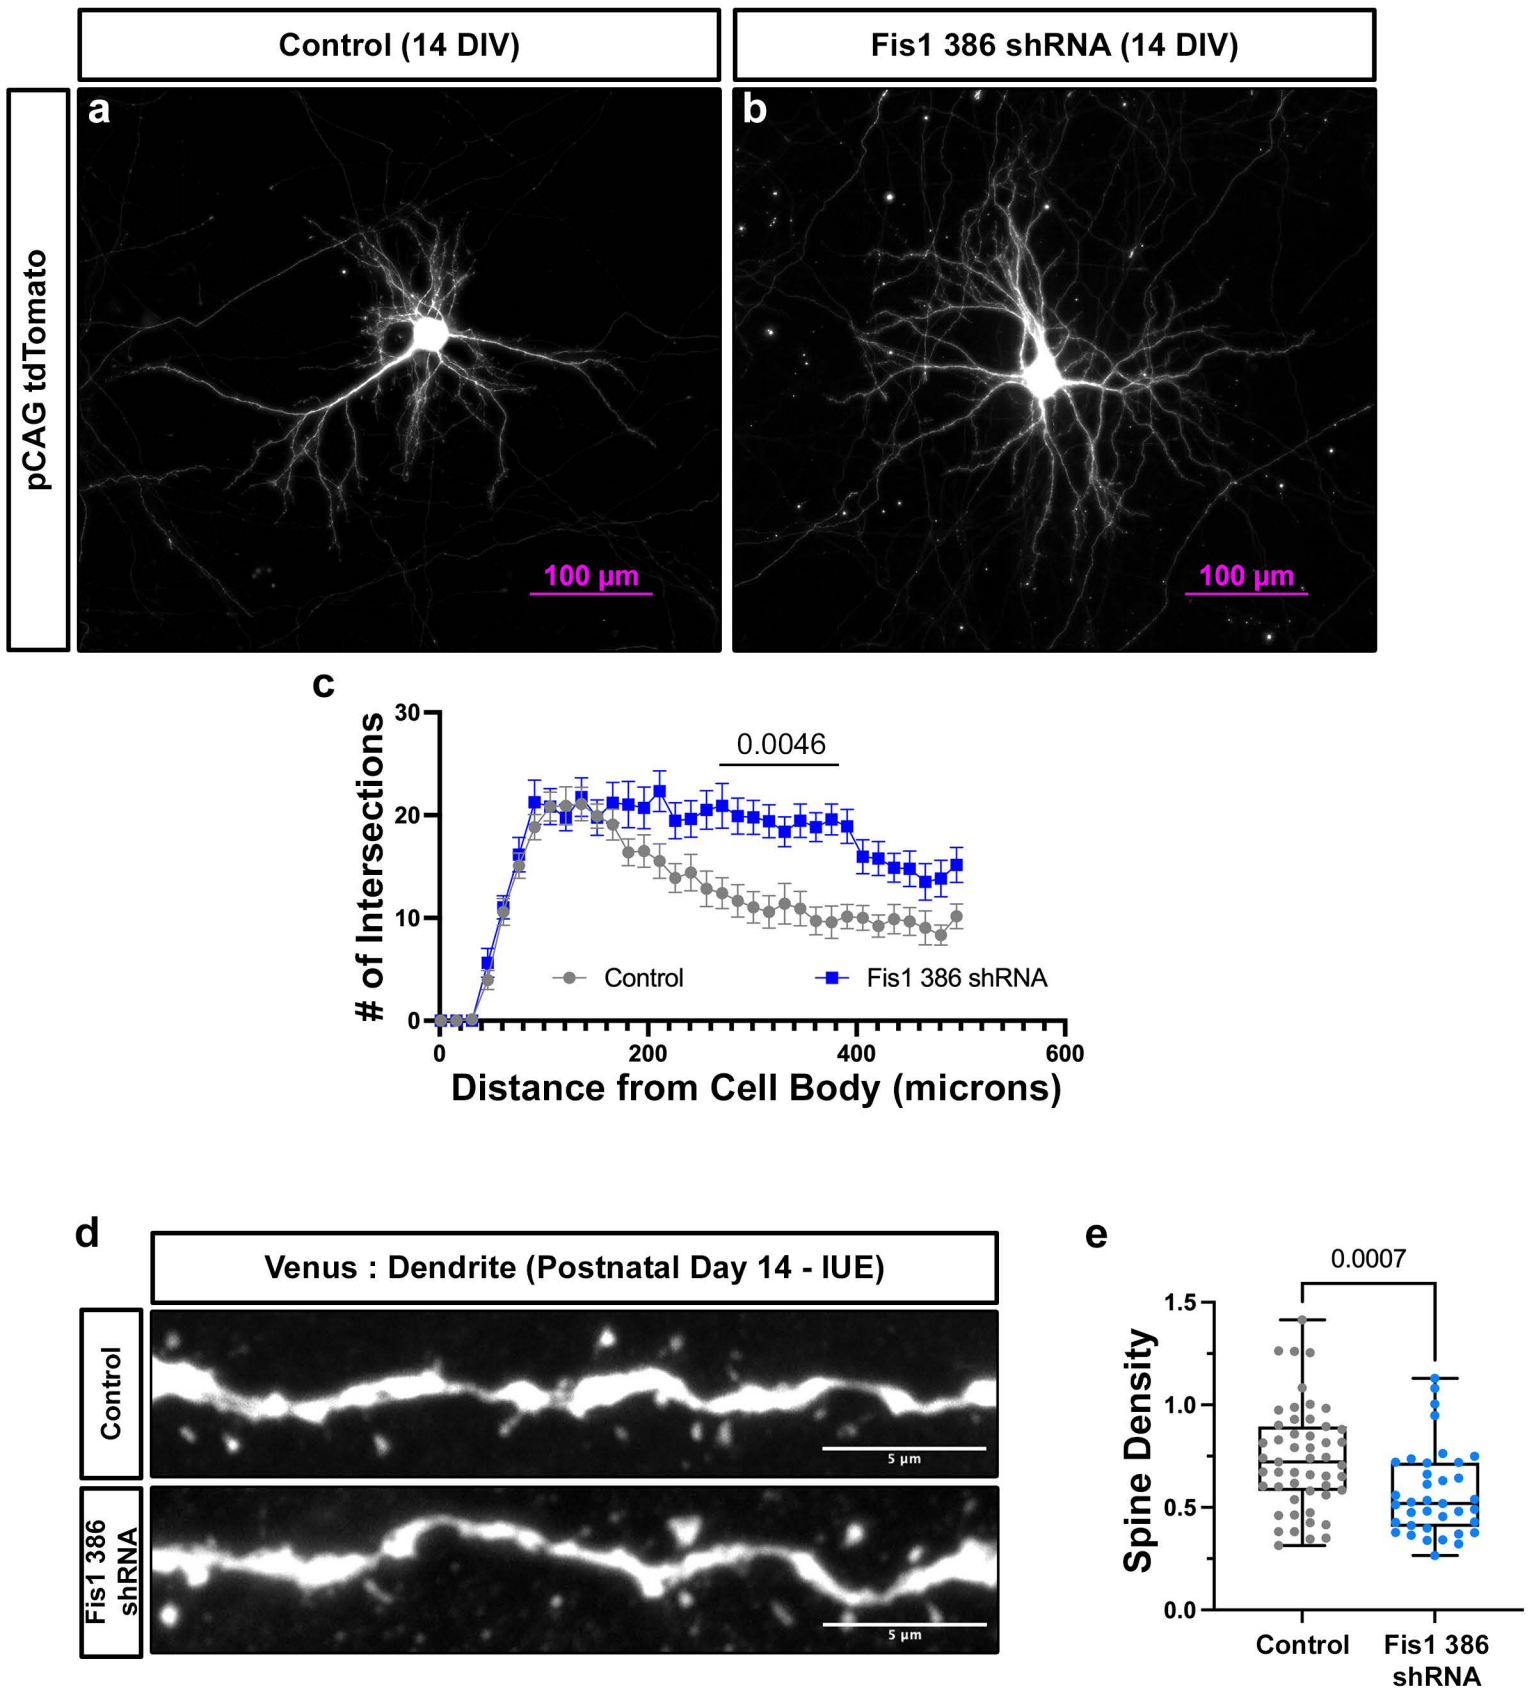 Control (14 DIV)
Fis1 386 shRNA (14 DIV)
pCAG tdTomato
a
b
100 µm
100 µm
c
# of Intersections
30
20
10
0
0.0046
Control
Fis1 386 shRNA
0
200
400
600
Distance from Cell Body (microns)
d
Venus : Dendrite (Postnatal Day 14 - IUE)
Control
5 µm
Fis1 386
shRNA
5 µm
e
0.0007
Spine Density
1.5
1.0
0.5
0.0
Control
Fis1 386
shRNA